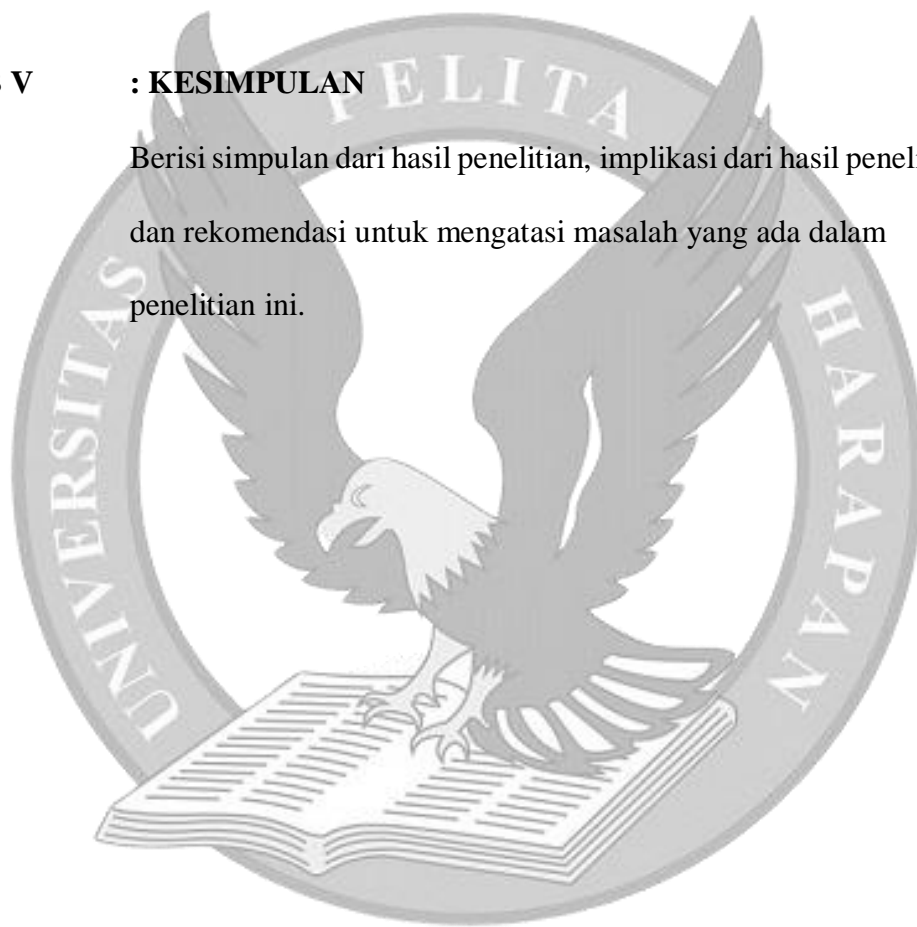 V : KESIMPULAN
Berisi simpulan dari hasil penelitian, implikasi dari hasil
dan rekomendasi untuk mengatasi masalah yang ada dalam
penelitian ini.
UNIVERSITAS PELITA HARAPAN